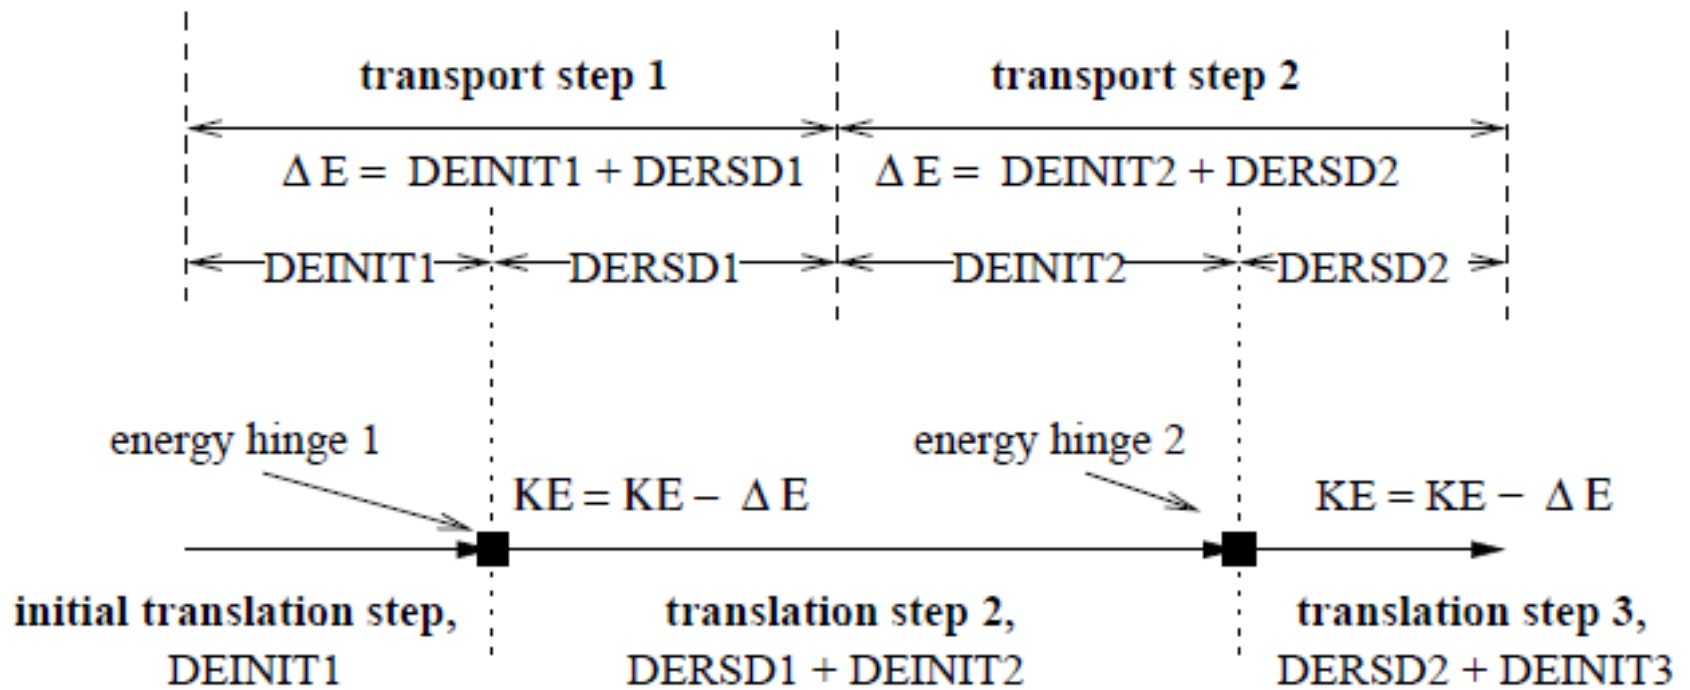 transport step 1
transport step 2
Δ E = DEINIT1 + DERSD1
Δ E = DEINIT2 + DERSD2
DEINIT1
DERSD1
DEINIT2
DERSD2
energy hinge 1
energy hinge 2
KE = KE − Δ E
KE = KE − Δ E
initial translation step,
DEINIT1
translation step 2,
DERSD1 + DEINIT2
translation step 3,
DERSD2 + DEINIT3